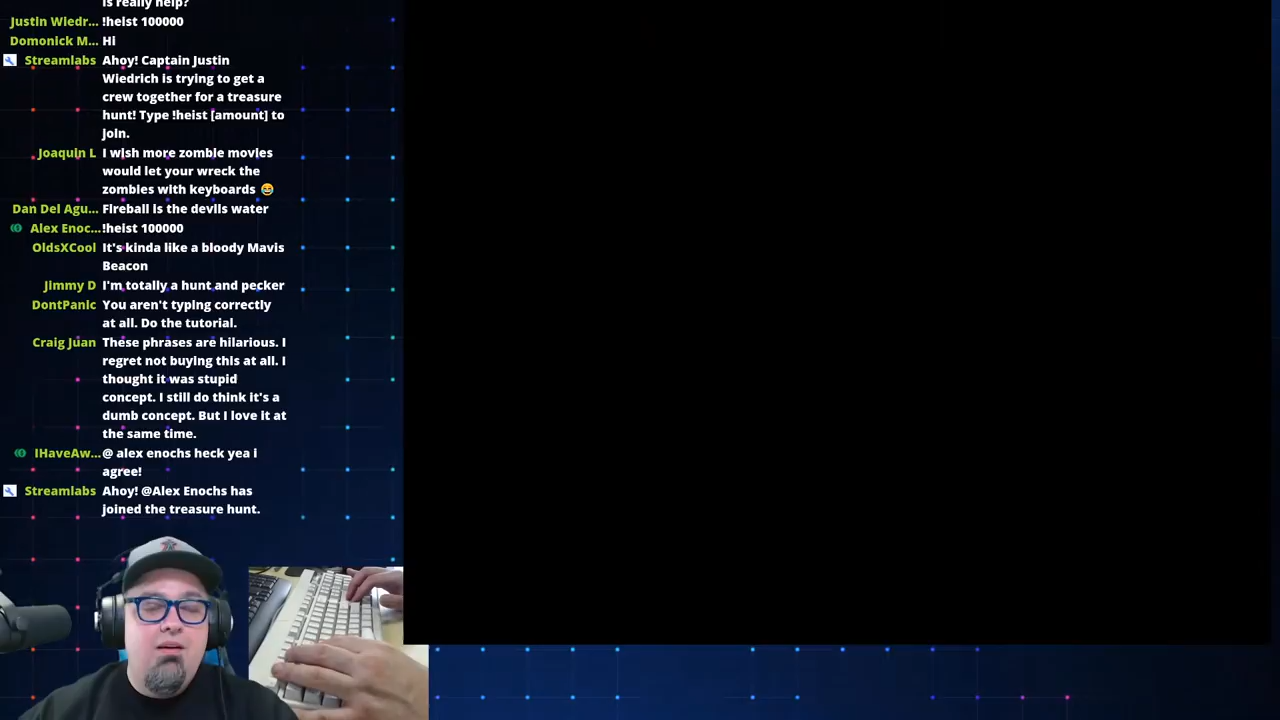 is really help?
Justin Wiedr... !heist 100000
Domonick M... Hi
Streamlabs Ahoy! Captain Justin
Wiedrich is trying to get a
crew together for a treasure
hunt! Type !heist [amount] to
join.
Joaquin L I wish more zombie movies
would let your wreck the
zombies with keyboards 😂
Dan Del Agu... Fireball is the devils water
Alex Enoc... !heist 100000
OldsXCool It's kinda like a bloody Mavis
Beacon
Jimmy D I'm totally a hunt and pecker
DontPanic You aren't typing correctly
at all. Do the tutorial.
Craig Juan These phrases are hilarious. I
regret not buying this at all. I
thought it was stupid
concept. I still do think it's a
dumb concept. But I love it at
the same time.
IHaveAw... @ alex enochs heck yea i
agree!
Streamlabs Ahoy! @Alex Enochs has
joined the treasure hunt.